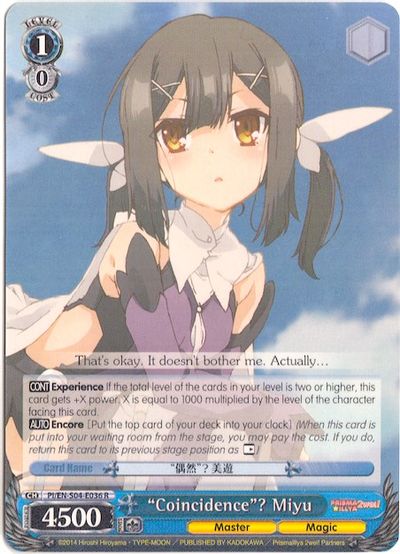 LEVEL
1
0
COST
That's okay. It doesn't bother me. Actually…
CONT Experience If the total level of the cards in your level is two or higher, this
card gets +X power. X is equal to 1000 multiplied by the level of the character
facing this card.
AUTO Encore [Put the top card of your deck into your clock] (When this card is
put into your waiting room from the stage, you may pay the cost. If you do,
return this card to its previous stage position as
Card Name
"偶然"? 美遊
CH PI/EN-S04-E036 R
4500
POWER
"Coincidence"? Miyu
PRISMA ILLYA 2wei!
Master
Magic
©2014 Hiroshi Hiroyama · TYPE-MOON / PUBLISHED BY KADOKAWA / PrismaIllya 2wei! Partners